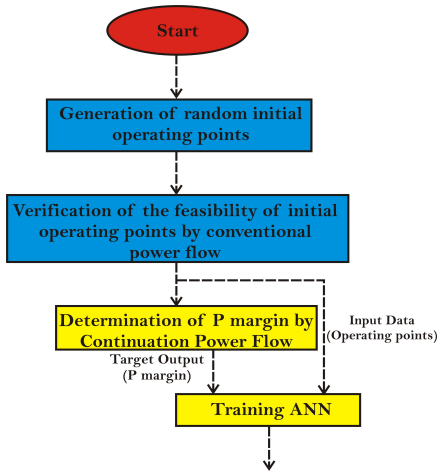 Start
Generation of random initial
operating points
Verification of the feasibility of initial
operating points by conventional
power flow
Determination of P margin by
Continuation Power Flow
Input Data
(Operating points)
Target Output
(P margin)
Training ANN